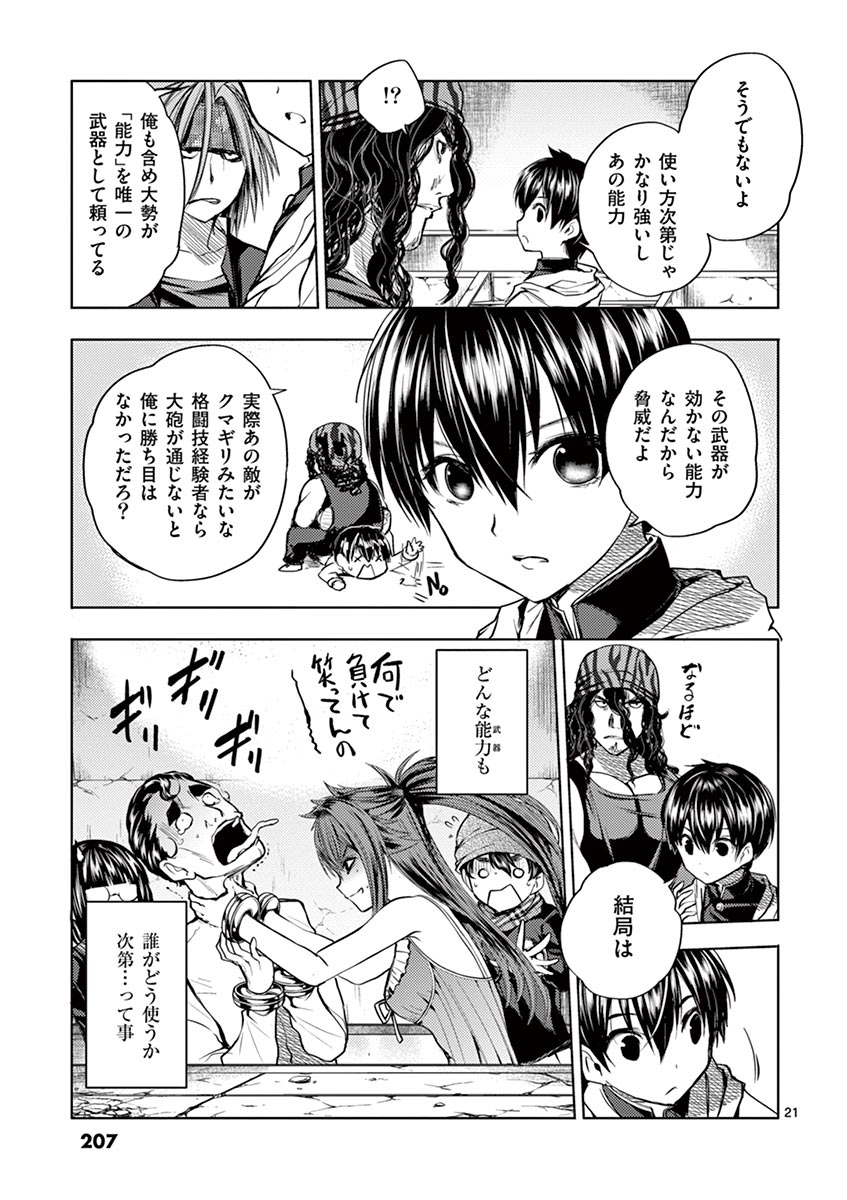 そうでもないよ
使い方次第じゃ
かなり強いし
あの能力
!?
俺も含め大勢が
「能力」を唯一の
武器として頼ってる
その武器が
効かない能力
なんだから
脅威だよ
実際あの敵が
クマギリみたいな
格闘技経験者なら
大砲が通じないと
俺に勝ち目は
なかっただろ？
No
なるほど
結局は
どんな能力も
武器
何で
負けて
笑ってんの
ギギギ
誰がどう使うか
次第…って事
21
207